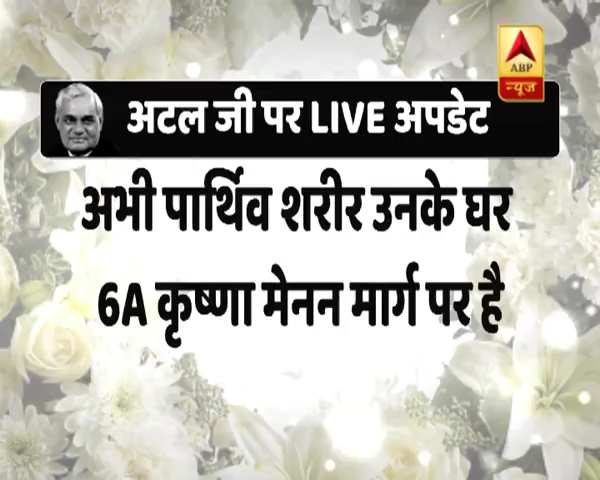 ABP
न्यूज़
अटल जी पर LIVE अपडेट
अभी पार्थिव शरीर उनके घर
6A कृष्णा मेनन मार्ग पर है